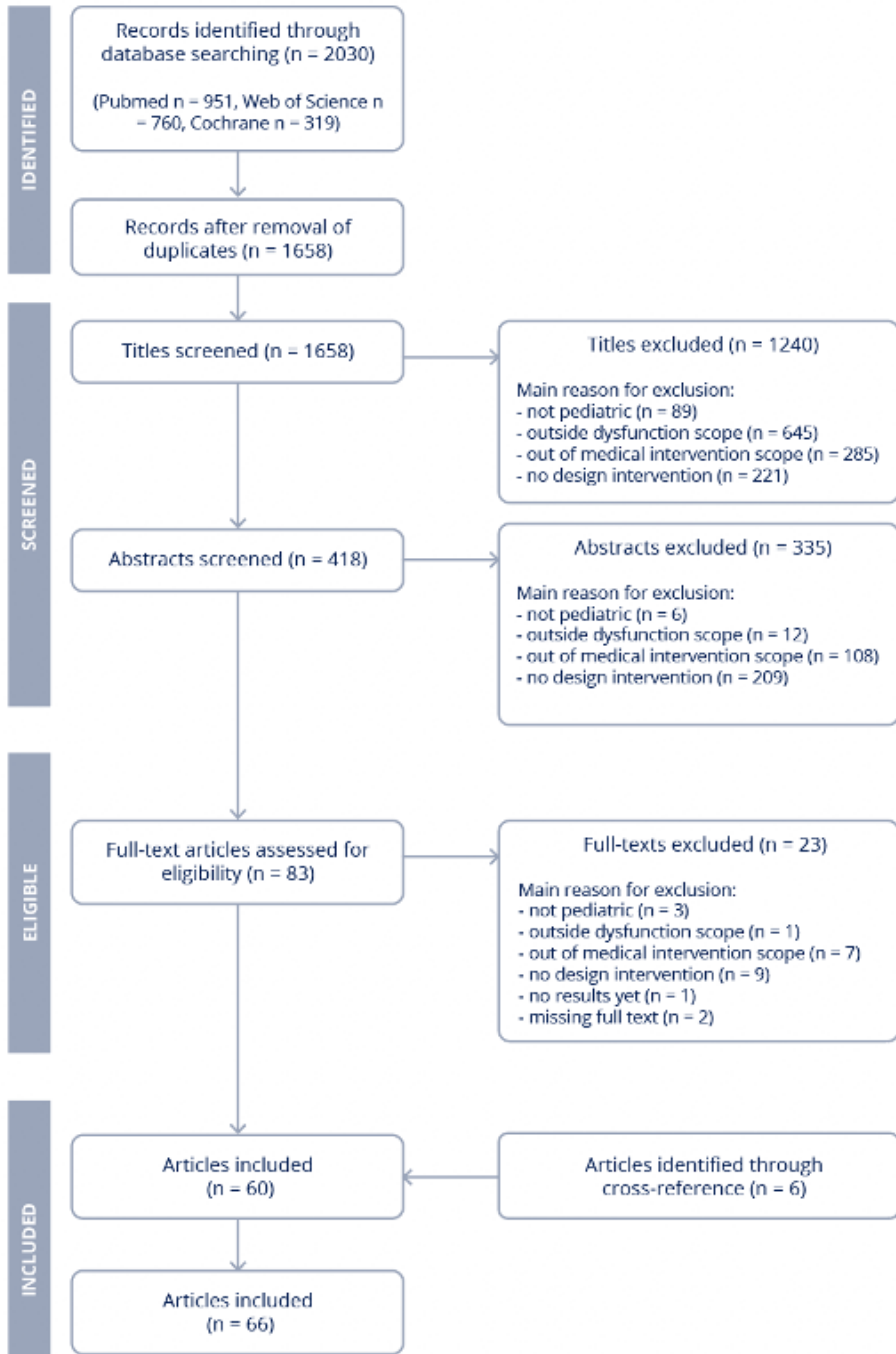 IDENTIFIED
Records identified through
database searching (n = 2030)
(Pubmed n = 951, Web of Science n
= 760, Cochrane n = 319)
Records after removal of
duplicates (n = 1658)
SCREENED
Titles screened (n = 1658)
Titles excluded (n = 1240)
Main reason for exclusion:
- not pediatric (n = 89)
- outside dysfunction scope (n = 645)
- out of medical intervention scope (n = 285)
- no design intervention (n = 221)
Abstracts screened (n = 418)
Abstracts excluded (n = 335)
Main reason for exclusion:
- not pediatric (n = 6)
- outside dysfunction scope (n = 12)
- out of medical intervention scope (n = 108)
- no design intervention (n = 209)
ELIGIBLE
Full-text articles assessed for
eligibility (n = 83)
Full-texts excluded (n = 23)
Main reason for exclusion:
- not pediatric (n = 3)
- outside dysfunction scope (n = 1)
- out of medical intervention scope (n = 7)
- no design intervention (n = 9)
- no results yet (n = 1)
- missing full text (n = 2)
INCLUDED
Articles included
(n = 60)
Articles identified through
cross-reference (n = 6)
Articles included
(n = 66)